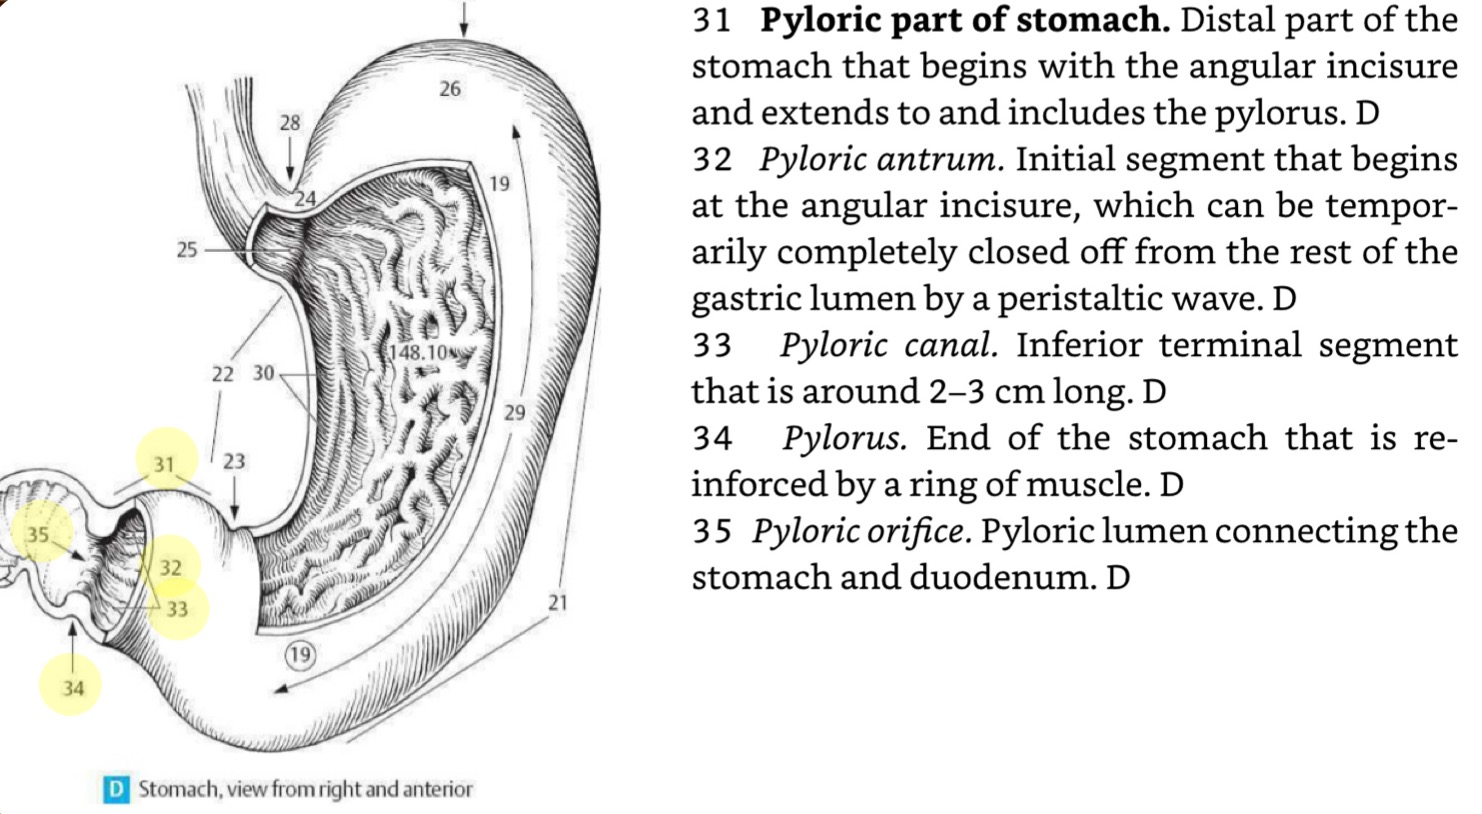 26
28
19
24
25
148.10
22 30
29
31
23
35
32
33
21
19
34
D Stomach, view from right and anterior
31 Pyloric part of stomach. Distal part of the
stomach that begins with the angular incisure
and extends to and includes the pylorus. D
32 Pyloric antrum. Initial segment that begins
at the angular incisure, which can be tempor-
arily completely closed off from the rest of the
gastric lumen by a peristaltic wave. D
33 Pyloric canal. Inferior terminal segment
that is around 2–3 cm long. D
34 Pylorus. End of the stomach that is re-
inforced by a ring of muscle. D
35 Pyloric orifice. Pyloric lumen connecting the
stomach and duodenum. D